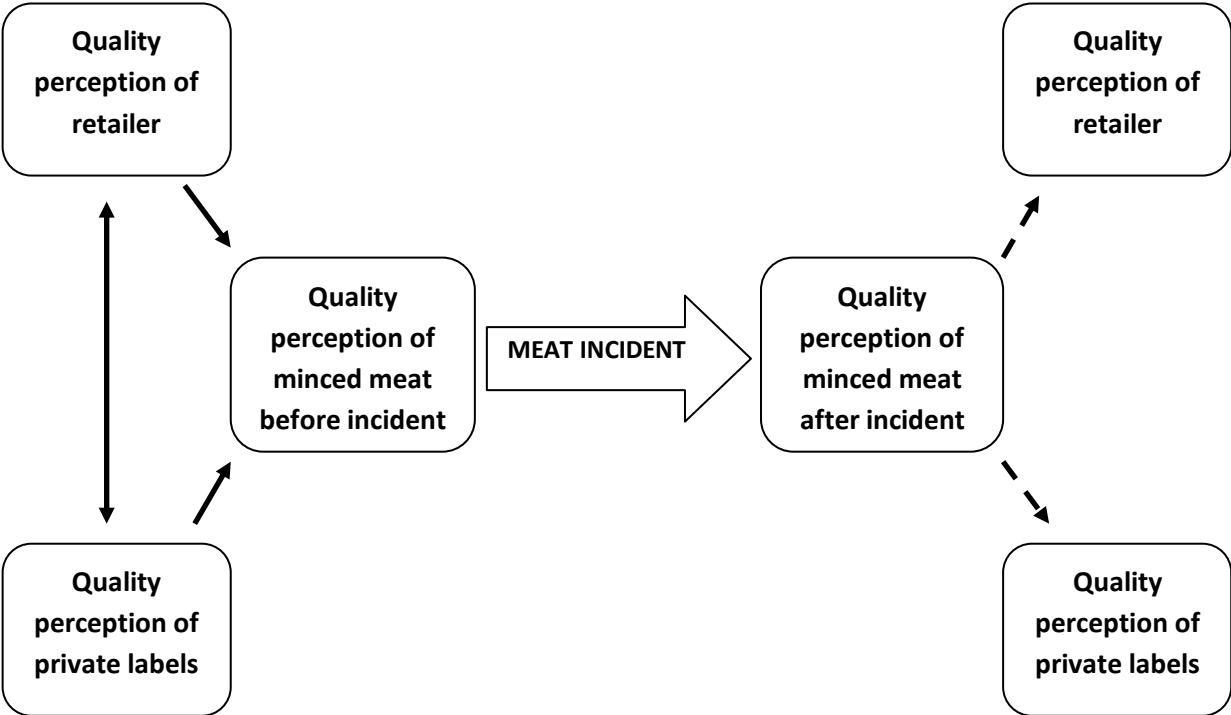 Quality
perception of
retailer
Quality
perception of
retailer
Quality
perception of
minced meat
before incident
MEAT INCIDENT
Quality
perception of
minced meat
after incident
Quality
perception of
private labels
Quality
perception of
private labels